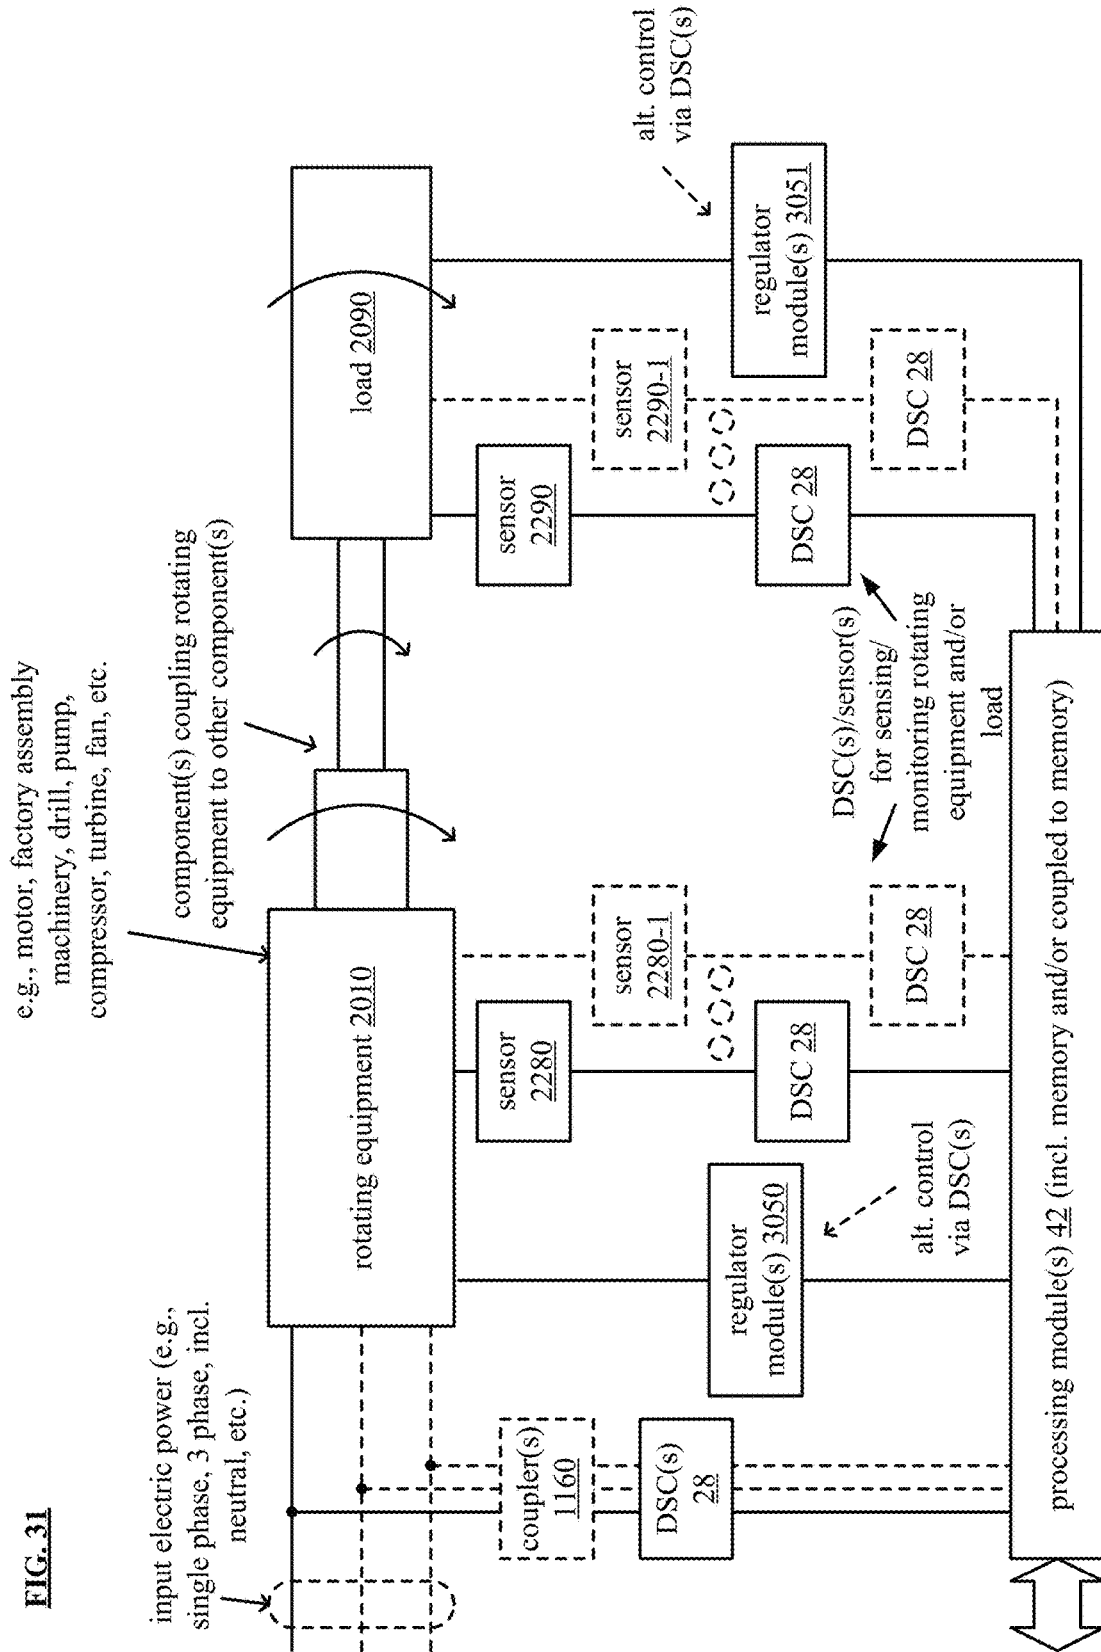 FIG. 31
e.g., motor, factory assembly
machinery, drill, pump,
compressor, turbine, fan, etc.
input electric power (e.g.,
single phase, 3 phase, incl.
neutral, etc.)
component(s) coupling rotating
equipment to other component(s)
rotating equipment 2010
load 2090
coupler(s)
1160
DSC(s)
28
regulator
module(s) 3050
alt. control
via DSC(s)
sensor
2280
DSC 28
sensor
2280-1
DSC 28
DSC(s)/sensor(s)
for sensing/
monitoring rotating
equipment and/or
load
sensor
2290
DSC 28
sensor
2290-1
DSC 28
regulator
module(s) 3051
alt. control
via DSC(s)
processing module(s) 42 (incl. memory and/or coupled to memory)